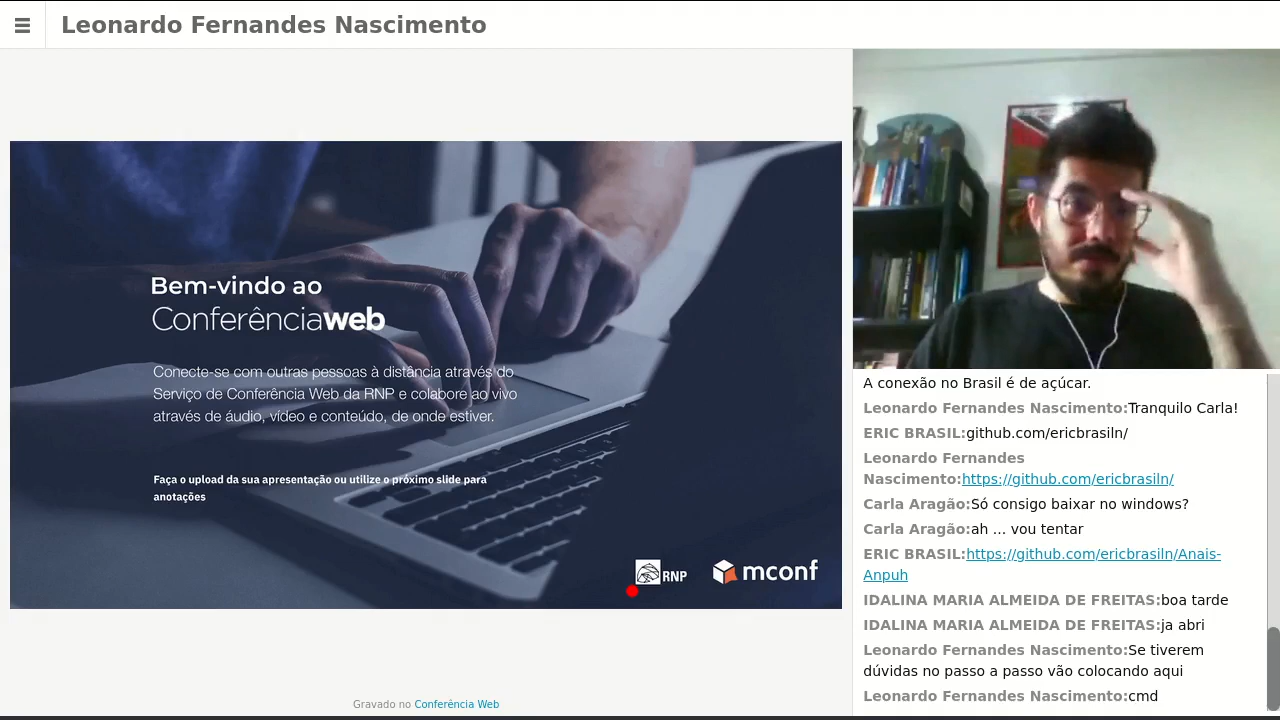 Leonardo Fernandes Nascimento
Bem-vindo ao
Conferênciaweb
Conecte-se com outras pessoas à distância através do
Serviço de Conferência Web da RNP e colabore ao vivo
através de áudio, vídeo e conteúdo, de onde estiver.
Faça o upload da sua apresentação ou utilize o próximo slide para
anotações
RNP
mconf
Gravado no Conferência Web
A conexão no Brasil é de açúcar.
Leonardo Fernandes Nascimento:Tranquilo Carla!
ERIC BRASIL:github.com/ericbrasiln/
Leonardo Fernandes
Nascimento:https://github.com/ericbrasiln/
Carla Aragão:Só consigo baixar no windows?
Carla Aragão:ah ... vou tentar
ERIC BRASIL:https://github.com/ericbrasiln/Anais-
Anpuh
IDALINA MARIA ALMEIDA DE FREITAS:boa tarde
IDALINA MARIA ALMEIDA DE FREITAS:ja abri
Leonardo Fernandes Nascimento:Se tiverem
dúvidas no passo a passo vão colocando aqui
Leonardo Fernandes Nascimento:cmd